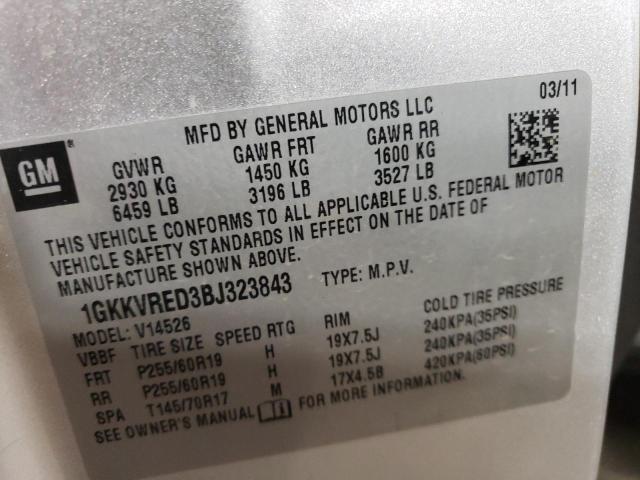 03/11
MFD BY GENERAL MOTORS LLC
GM®
GVWR GAWR FRT GAWR RR
2930 KG 1450 KG 1600 KG
6459 LB 3196 LB 3527 LB
THIS VEHICLE CONFORMS TO ALL APPLICABLE U.S. FEDERAL MOTOR
VEHICLE SAFETY STANDARDS IN EFFECT ON THE DATE OF
MANUFACTURE SHOWN ABOVE.
1GKKVRED3BJ323843 TYPE: M.P.V.
MODEL: V14526
VBBF TIRE SIZE SPEED RTG RIM COLD TIRE PRESSURE
FRT P255/60R19 H 19X7.5J 240KPA(35PSI)
RR P255/60R19 H 19X7.5J 240KPA(35PSI)
SPA T145/70R17 M 17X4.5B 420KPA(60PSI)
SEE OWNER'S MANUAL FOR MORE INFORMATION.